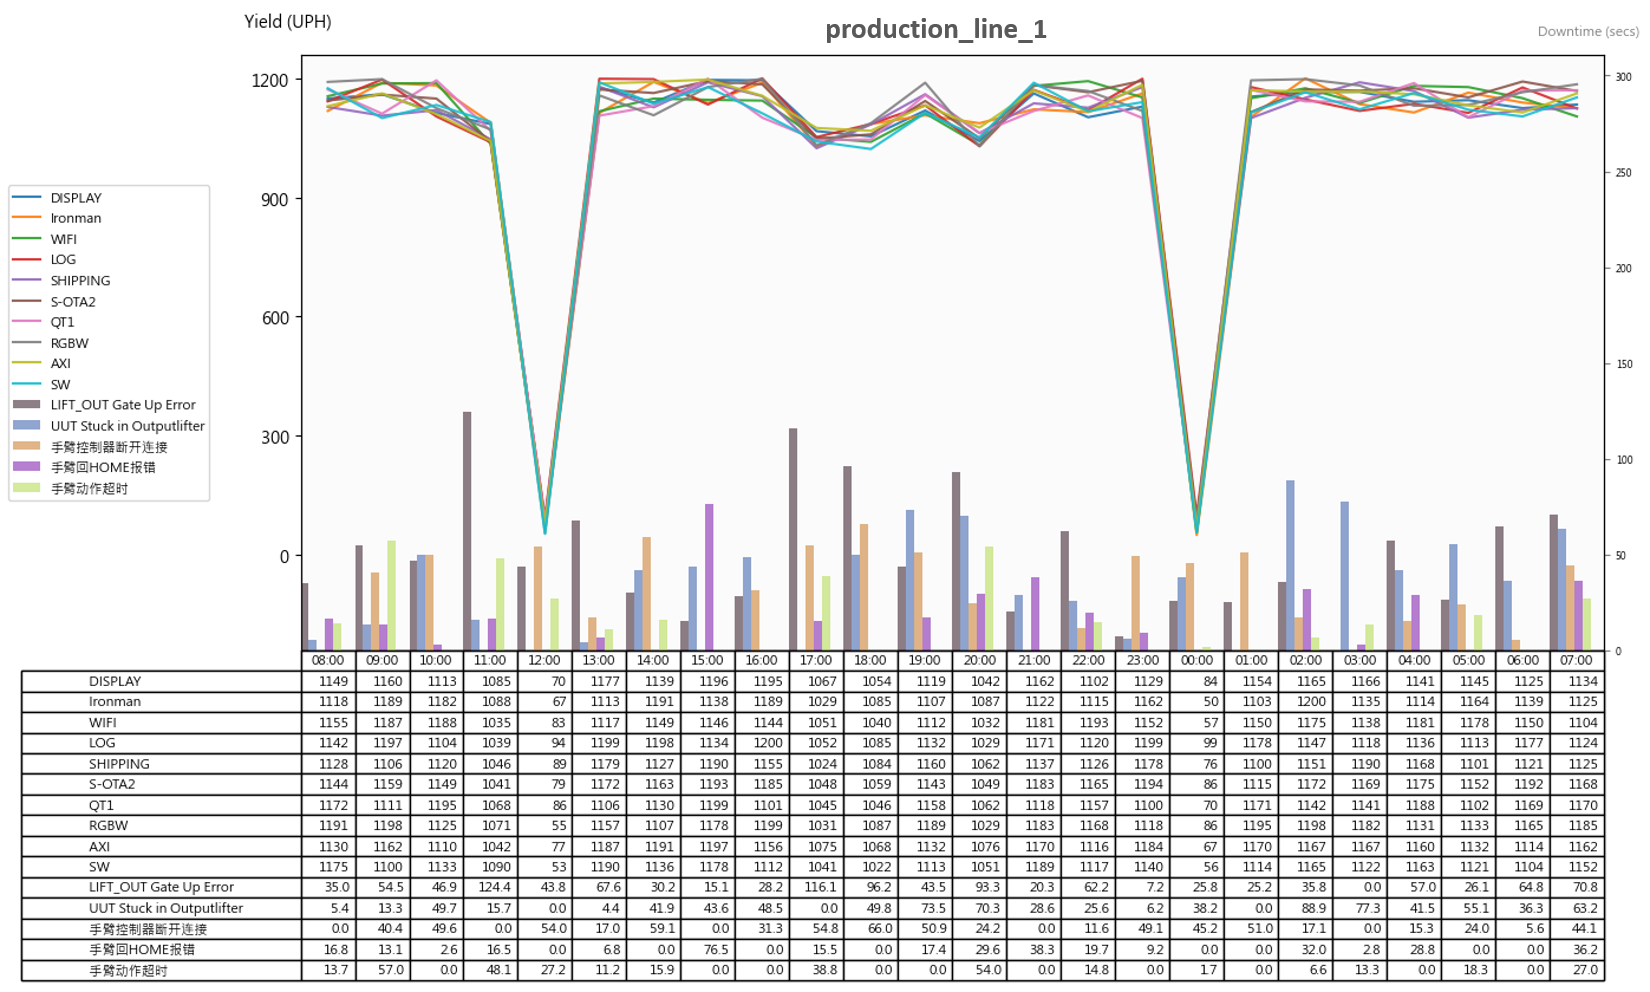 Yield (UPH)
production_line_1
Downtime (secs)
1200
900
600
300
0
300
250
200
150
100
50
0
DISPLAY
Ironman
WIFI
LOG
SHIPPING
S-OTA2
QT1
RGBW
AXI
SW
LIFT_OUT Gate Up Error
UUT Stuck in Outputlifter
手臂控制器断开连接
手臂回HOME报错
手臂动作超时
08:00 09:00 10:00 11:00 12:00 13:00 14:00 15:00 16:00 17:00 18:00 19:00 20:00 21:00 22:00 23:00 00:00 01:00 02:00 03:00 04:00 05:00 06:00 07:00
DISPLAY 1149 1160 1113 1085 70 1177 1139 1196 1195 1067 1054 1119 1042 1162 1102 1129 84 1154 1165 1166 1141 1145 1125 1134
Ironman 1118 1189 1182 1088 67 1113 1191 1138 1189 1029 1085 1107 1087 1122 1115 1162 50 1103 1200 1135 1114 1164 1139 1125
WIFI 1155 1187 1188 1035 83 1117 1149 1146 1144 1051 1040 1112 1032 1181 1193 1152 57 1150 1175 1138 1181 1178 1150 1104
LOG 1142 1197 1104 1039 94 1199 1198 1134 1200 1052 1085 1132 1029 1171 1120 1199 99 1178 1147 1118 1136 1113 1177 1124
SHIPPING 1128 1106 1120 1046 89 1179 1127 1190 1155 1024 1084 1160 1062 1137 1126 1178 76 1100 1151 1190 1168 1101 1121 1125
S-OTA2 1144 1159 1149 1041 79 1172 1163 1193 1185 1048 1059 1143 1049 1183 1165 1194 86 1115 1172 1169 1175 1152 1192 1168
QT1 1172 1111 1195 1068 86 1106 1130 1199 1101 1045 1046 1158 1062 1118 1157 1100 70 1171 1142 1141 1188 1102 1169 1170
RGBW 1191 1198 1125 1071 55 1157 1107 1178 1199 1031 1087 1189 1029 1183 1168 1118 86 1195 1198 1182 1131 1133 1165 1185
AXI 1130 1162 1110 1042 77 1187 1191 1197 1156 1075 1068 1132 1076 1170 1116 1184 67 1170 1167 1167 1160 1132 1114 1162
SW 1175 1100 1133 1090 53 1190 1136 1178 1112 1041 1022 1113 1051 1189 1117 1140 56 1114 1165 1122 1163 1121 1104 1152
LIFT_OUT Gate Up Error 35.0 54.5 46.9 124.4 43.8 67.6 30.2 15.1 28.2 116.1 96.2 43.5 93.3 20.3 62.2 7.2 25.8 25.2 35.8 0.0 57.0 26.1 64.8 70.8
UUT Stuck in Outputlifter 5.4 13.3 49.7 15.7 0.0 4.4 41.9 43.6 48.5 0.0 49.8 73.5 70.3 28.6 25.6 6.2 38.2 0.0 88.9 77.3 41.5 55.1 36.3 63.2
手臂控制器断开连接 0.0 40.4 49.6 0.0 54.0 17.0 59.1 0.0 31.3 54.8 66.0 50.9 24.2 0.0 11.6 49.1 45.2 51.0 17.1 0.0 15.3 24.0 5.6 44.1
手臂回HOME报错 16.8 13.1 2.6 16.5 0.0 6.8 0.0 76.5 0.0 15.5 0.0 17.4 29.6 38.3 19.7 9.2 0.0 0.0 32.0 2.8 28.8 0.0 0.0 36.2
手臂动作超时 13.7 57.0 0.0 48.1 27.2 11.2 15.9 0.0 0.0 38.8 0.0 0.0 54.0 0.0 14.8 0.0 1.7 0.0 6.6 13.3 0.0 18.3 0.0 27.0